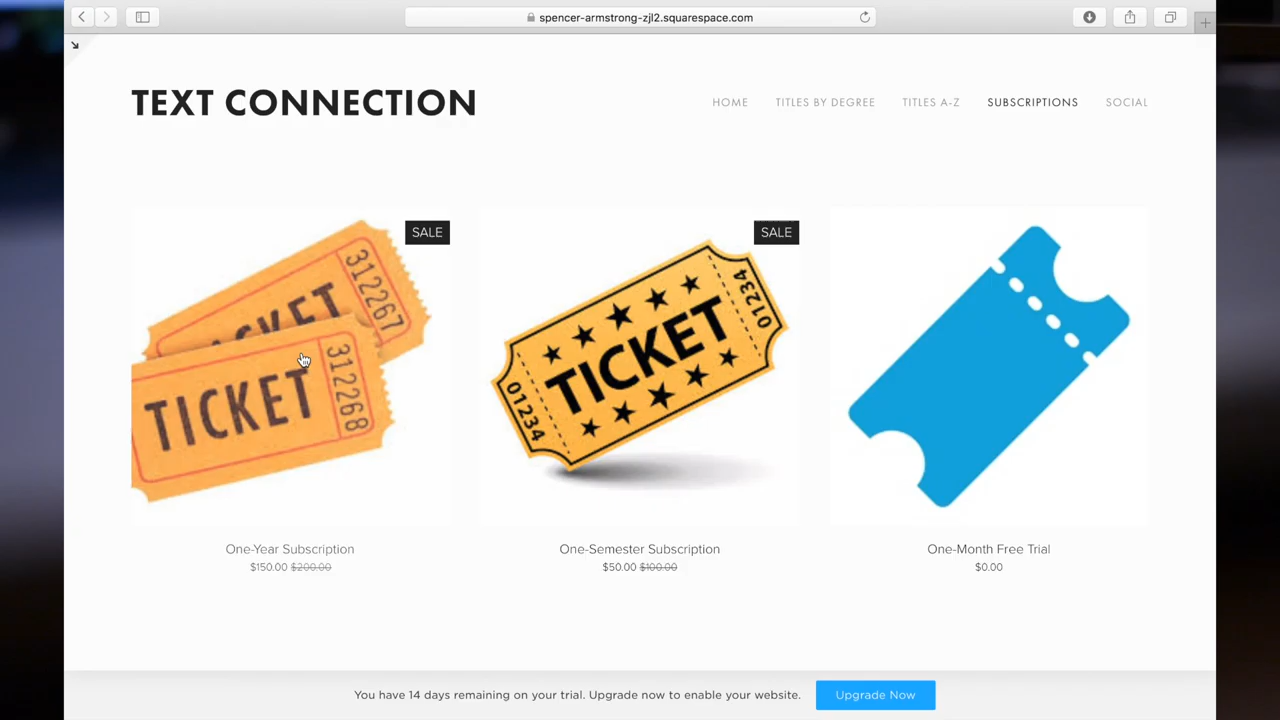 spencer-armstrong-zjl2.squarespace.com
TEXT CONNECTION
HOME TITLES BY DEGREE TITLES A-Z SUBSCRIPTIONS SOCIAL
SALE
312267
TICKET
312268
SALE
TICKET
01234
01234
One-Year Subscription
$150.00 $200.00
One-Semester Subscription
$50.00 $100.00
One-Month Free Trial
$0.00
You have 14 days remaining on your trial. Upgrade now to enable your website.
Upgrade Now